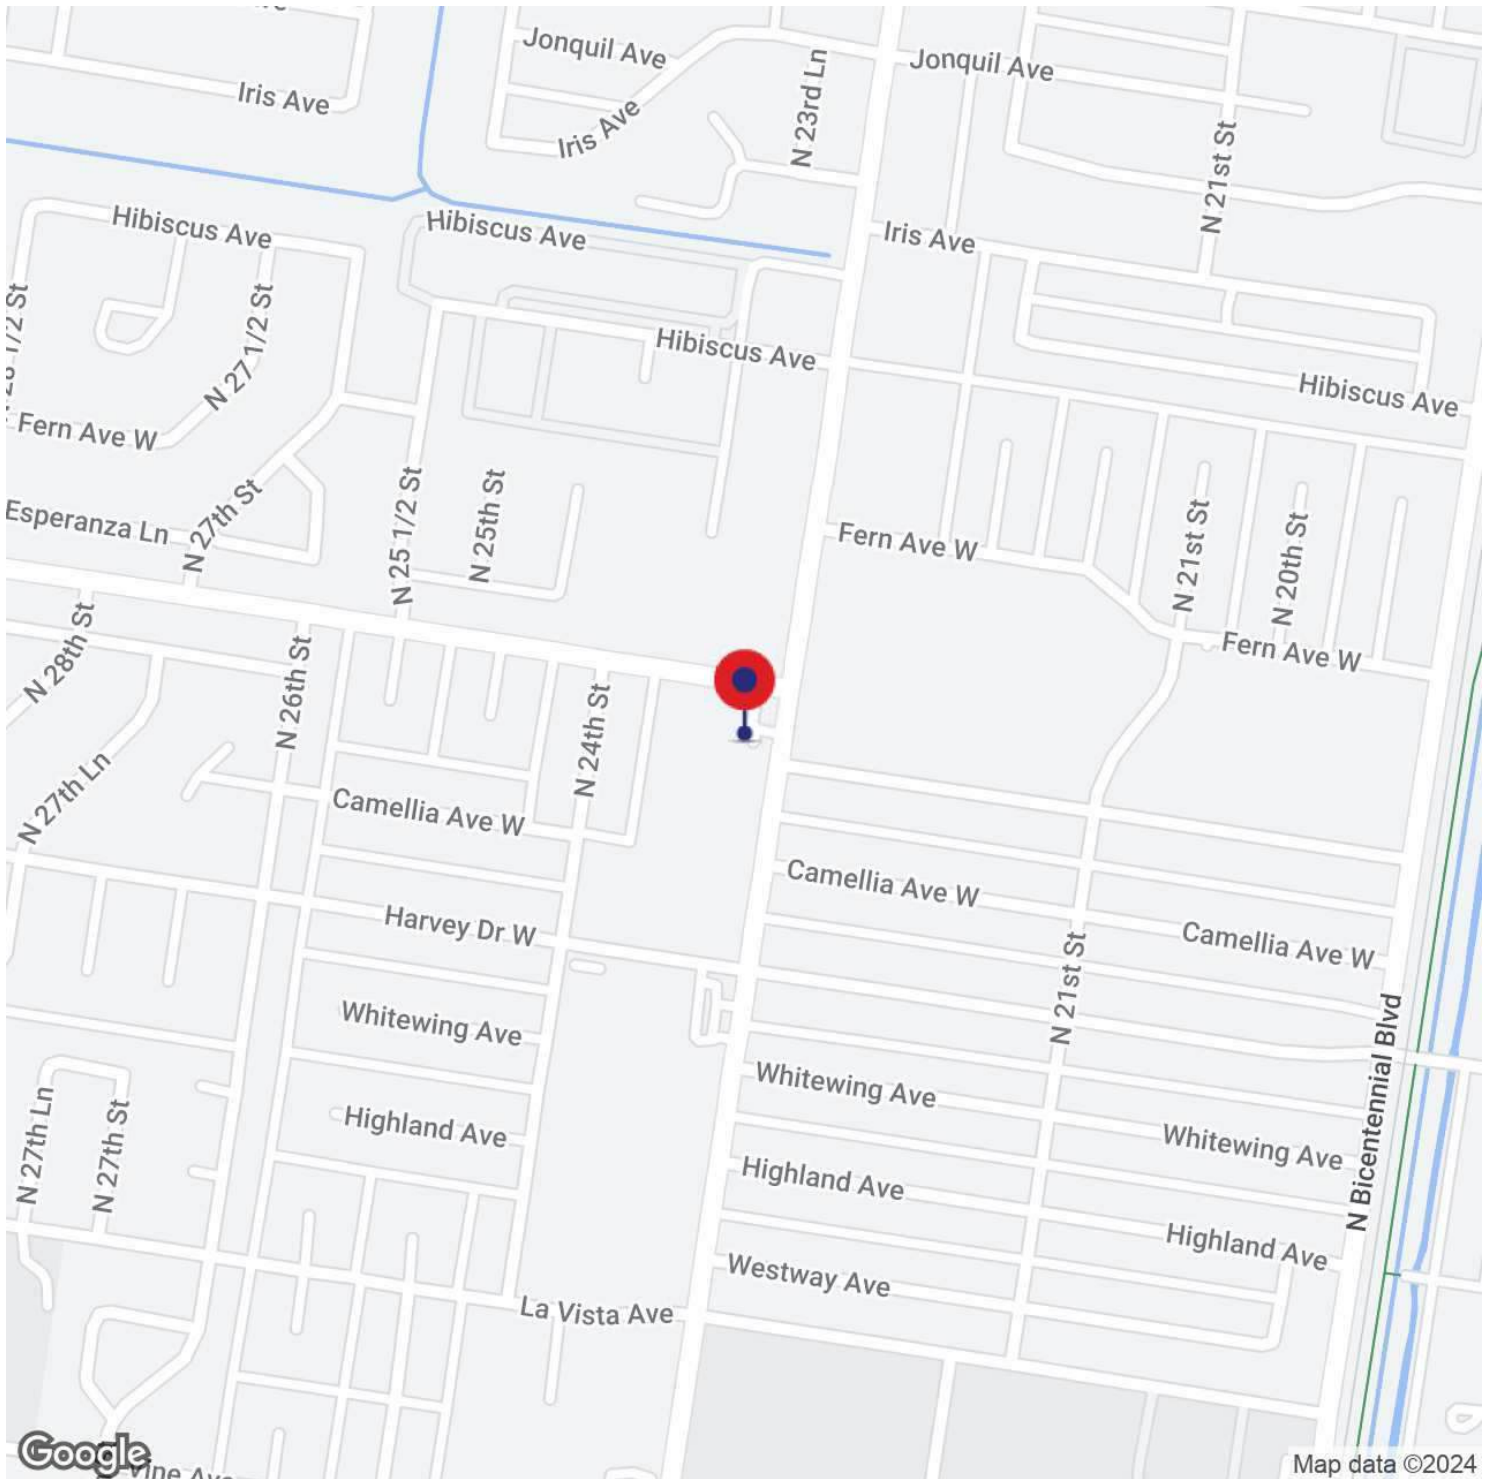 Jonquil Ave
Jonquil Ave
Iris Ave
Iris Ave
N 23rd Ln
N 21st St
Hibiscus Ave
Hibiscus Ave
Iris Ave
N 27 1/2 St
Hibiscus Ave
Hibiscus Ave
Fern Ave W
Esperanza Ln
N 27th St
N 25 1/2 St
N 25th St
Fern Ave W
N 21st St
N 20th St
Fern Ave W
N 28th St
N 26th St
N 24th St
N 27th Ln
Camellia Ave W
Camellia Ave W
Camellia Ave W
Harvey Dr W
N 21st St
Whitewing Ave
Whitewing Ave
Whitewing Ave
N Bicentennial Blvd
Highland Ave
Highland Ave
Highland Ave
N 27th Ln
N 27th St
Westway Ave
La Vista Ave
Google
Map data ©2024